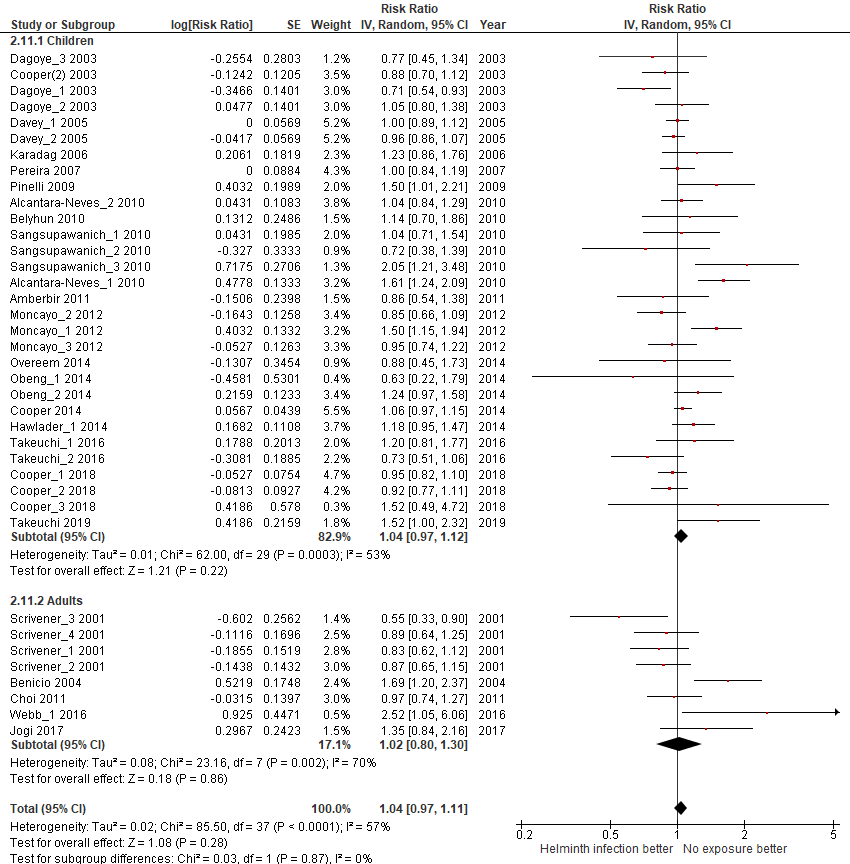 Risk Ratio Risk Ratio
Study or Subgroup log[Risk Ratio] SE Weight IV, Random, 95% CI Year IV, Random, 95% CI
2.11.1 Children
Dagoye_3 2003 -0.2554 0.2803 1.2% 0.77 [0.45, 1.34] 2003
Cooper(2) 2003 -0.1242 0.1205 3.5% 0.88 [0.70, 1.12] 2003
Dagoye_1 2003 -0.3466 0.1401 3.0% 0.71 [0.54, 0.93] 2003
Dagoye_2 2003 0.0477 0.1401 3.0% 1.05 [0.80, 1.38] 2003
Davey_1 2005 0 0.0569 5.2% 1.00 [0.89, 1.12] 2005
Davey_2 2005 -0.0417 0.0569 5.2% 0.96 [0.86, 1.07] 2005
Karadag 2006 0.2061 0.1819 2.3% 1.23 [0.86, 1.76] 2006
Pereira 2007 0 0.0884 4.3% 1.00 [0.84, 1.19] 2007
Pinelli 2009 0.4032 0.1989 2.0% 1.50 [1.01, 2.21] 2009
Alcantara-Neves_2 2010 0.0431 0.1083 3.8% 1.04 [0.84, 1.29] 2010
Belyhun 2010 0.1312 0.2486 1.5% 1.14 [0.70, 1.86] 2010
Sangsupawanich_1 2010 0.0431 0.1985 2.0% 1.04 [0.71, 1.54] 2010
Sangsupawanich_2 2010 -0.327 0.3333 0.9% 0.72 [0.38, 1.39] 2010
Sangsupawanich_3 2010 0.7175 0.2706 1.3% 2.05 [1.21, 3.48] 2010
Alcantara-Neves_1 2010 0.4778 0.1333 3.2% 1.61 [1.24, 2.09] 2010
Amberbir 2011 -0.1506 0.2398 1.6% 0.86 [0.54, 1.38] 2011
Moncayo_2 2012 -0.1643 0.1258 3.3% 0.85 [0.66, 1.09] 2012
Moncayo_1 2012 0.4032 0.1332 3.2% 1.50 [1.15, 1.94] 2012
Moncayo_3 2012 -0.0527 0.1263 3.3% 0.95 [0.74, 1.22] 2012
Overeem 2014 -0.1307 0.3454 0.9% 0.88 [0.45, 1.73] 2014
Obeng_1 2014 -0.4581 0.5301 0.4% 0.63 [0.22, 1.79] 2014
Obeng_2 2014 0.2159 0.1233 3.4% 1.24 [0.97, 1.58] 2014
Cooper 2014 0.0567 0.0439 5.5% 1.06 [0.97, 1.15] 2014
Hawlader_1 2014 0.1682 0.1108 3.7% 1.18 [0.95, 1.47] 2014
Takeuchi_1 2016 0.1788 0.2013 2.0% 1.20 [0.81, 1.77] 2016
Takeuchi_2 2016 -0.3081 0.1885 2.2% 0.73 [0.51, 1.06] 2016
Cooper_1 2018 -0.0527 0.0754 4.7% 0.95 [0.82, 1.10] 2018
Cooper_2 2018 -0.0813 0.0927 4.2% 0.92 [0.77, 1.11] 2018
Cooper_3 2018 0.4186 0.578 0.3% 1.52 [0.49, 4.72] 2018
Takeuchi 2019 0.4186 0.2159 1.8% 1.52 [1.00, 2.32] 2019
Subtotal (95% CI) 82.9% 1.04 [0.97, 1.12]
Heterogeneity: Tau² = 0.01; Chi² = 62.00, df = 29 (P = 0.0003); I² = 53%
Test for overall effect: Z = 1.21 (P = 0.22)
2.11.2 Adults
Scrivener_3 2001 -0.602 0.2562 1.4% 0.55 [0.33, 0.90] 2001
Scrivener_4 2001 -0.1116 0.1696 2.5% 0.89 [0.64, 1.25] 2001
Scrivener_1 2001 -0.1855 0.1519 2.8% 0.83 [0.62, 1.12] 2001
Scrivener_2 2001 -0.1438 0.1432 2.9% 0.87 [0.65, 1.15] 2001
Benicio 2004 0.5219 0.1748 2.4% 1.69 [1.20, 2.37] 2004
Choi 2011 -0.0315 0.1397 3.0% 0.97 [0.74, 1.27] 2011
Webb_1 2016 0.925 0.4471 0.5% 2.52 [1.05, 6.06] 2016
Jogi 2017 0.2967 0.2423 1.5% 1.35 [0.84, 2.16] 2017
Subtotal (95% CI) 17.1% 1.02 [0.80, 1.30]
Heterogeneity: Tau² = 0.08; Chi² = 23.16, df = 7 (P = 0.002); I² = 70%
Test for overall effect: Z = 0.18 (P = 0.86)
Total (95% CI) 100.0% 1.04 [0.97, 1.11]
Heterogeneity: Tau² = 0.02; Chi² = 85.50, df = 37 (P < 0.0001); I² = 57%
Test for overall effect: Z = 1.08 (P = 0.28)
Test for subgroup differences: Chi² = 0.03, df = 1 (P = 0.87), I² = 0%
0.2 0.5 1 2 5
Helminth infection better No exposure better